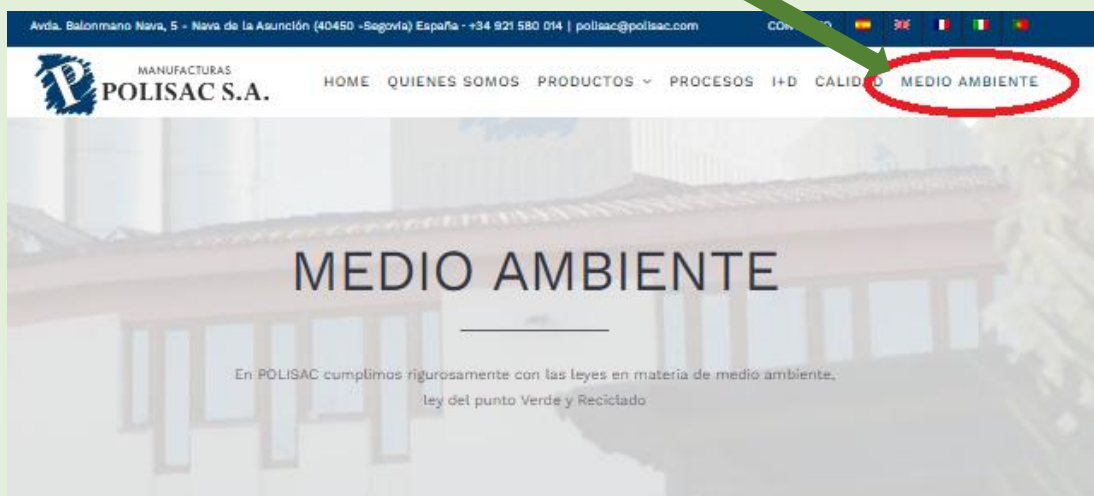 Avda. Balonmano Nava, 5 - Nava de la Asunción (40450 -Segovia) España - +34 921 580 014 | polisac@polisac.com
MANUFACTURAS
POLISAC S.A.
HOME QUIENES SOMOS PRODUCTOS PROCESOS I+D CALIDAD MEDIO AMBIENTE
MEDIO AMBIENTE
En POLISAC cumplimos rigurosamente con las leyes en materia de medio ambiente,
ley del punto Verde y Reciclado